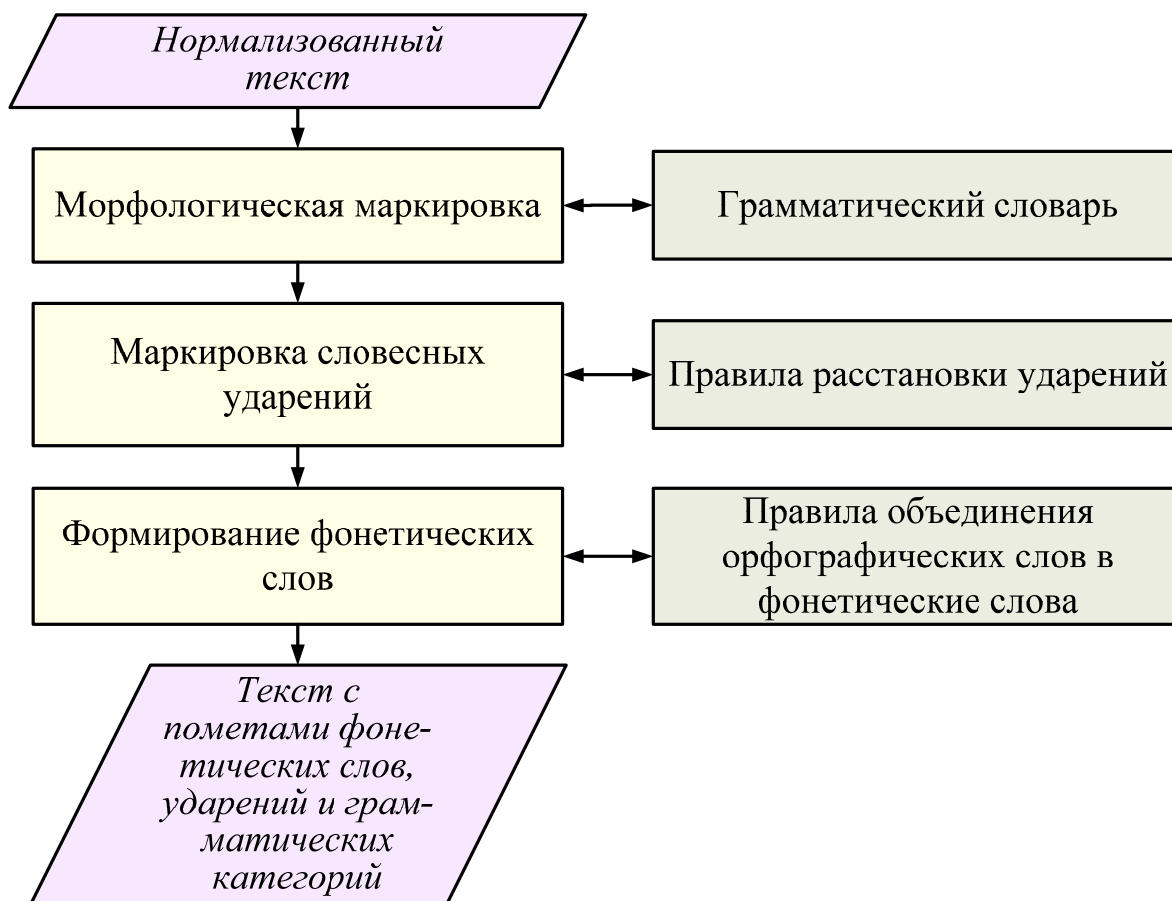 Нормализованный
текст
Морфологическая маркировка
Грамматический словарь
Маркировка словесных
ударений
Правила расстановки ударений
Формирование фонетических
слов
Правила объединения
орфографических слов в
фонетические слова
Текст с
пометами фоне-
тических слов,
ударений и грам-
матических
категорий